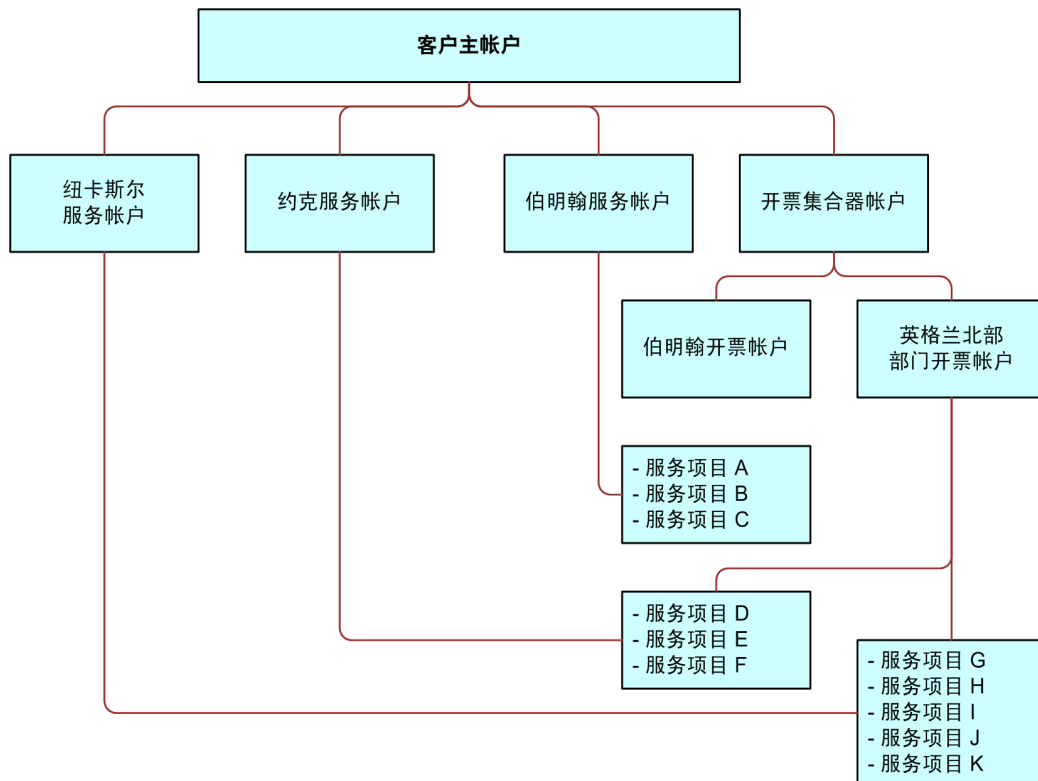 客户主帐户
纽卡斯尔
服务帐户
约克服务帐户
伯明翰服务帐户
开票集合器帐户
伯明翰开票帐户
英格兰北部
部门开票帐户
- 服务项目 A
- 服务项目 B
- 服务项目 C
- 服务项目 D
- 服务项目 E
- 服务项目 F
- 服务项目 G
- 服务项目 H
- 服务项目 I
- 服务项目 J
- 服务项目 K